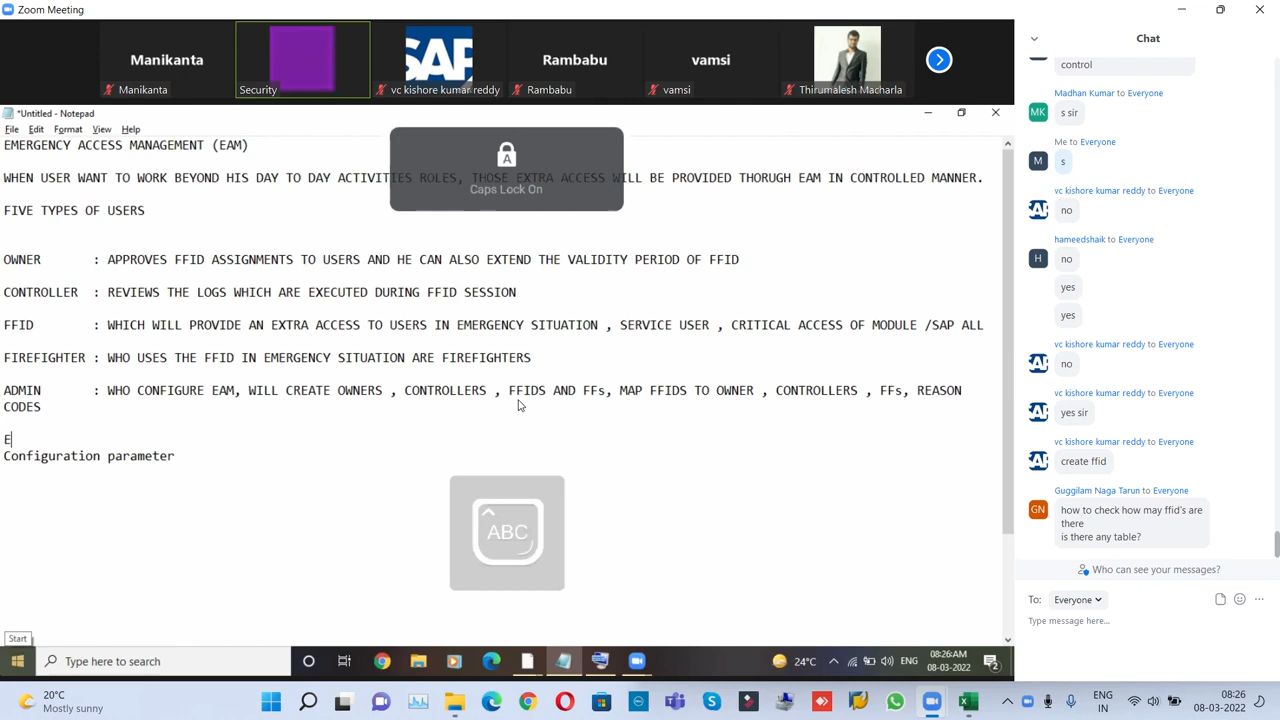 Zoom Meeting
Manikanta
Manikanta
Security
SAP
vc kishore kumar reddy
Rambabu
Rambabu
vamsi
vamsi
Thirumalesh Macharla
*Untitled - Notepad
File Edit Format View Help
EMERGENCY ACCESS MANAGEMENT (EAM)
WHEN USER WANT TO WORK BEYOND HIS DAY TO DAY ACTIVITIES ROLES, THOSE EXTRA ACCESS WILL BE PROVIDED THORUGH EAM IN CONTROLLED MANNER.
FIVE TYPES OF USERS
OWNER : APPROVES FFID ASSIGNMENTS TO USERS AND HE CAN ALSO EXTEND THE VALIDITY PERIOD OF FFID
CONTROLLER : REVIEWS THE LOGS WHICH ARE EXECUTED DURING FFID SESSION
FFID : WHICH WILL PROVIDE AN EXTRA ACCESS TO USERS IN EMERGENCY SITUATION , SERVICE USER , CRITICAL ACCESS OF MODULE /SAP ALL
FIREFIGHTER : WHO USES THE FFID IN EMERGENCY SITUATION ARE FIREFIGHTERS
ADMIN : WHO CONFIGURE EAM, WILL CREATE OWNERS , CONTROLLERS , FFIDS AND FFs, MAP FFIDS TO OWNER , CONTROLLERS , FFs, REASON
CODES
E
Configuration parameter
A
Caps Lock On
ABC
Start
Type here to search
24°C
ENG
08:26AM
08-03-2022
2
Chat
control
Madhan Kumar to Everyone
MK
s sir
Me to Everyone
M
s
vc kishore kumar reddy to Everyone
SAP
no
hameedshaik to Everyone
H
no
yes
yes
vc kishore kumar reddy to Everyone
SAP
no
vc kishore kumar reddy to Everyone
SAP
yes sir
vc kishore kumar reddy to Everyone
SAP
create ffid
Guggilam Naga Tarun to Everyone
GN
how to check how may ffid's are
there
is there any table?
Who can see your messages?
To: Everyone
Type message here...
20°C
Mostly sunny
ENG
IN
08:26
08-03-2022